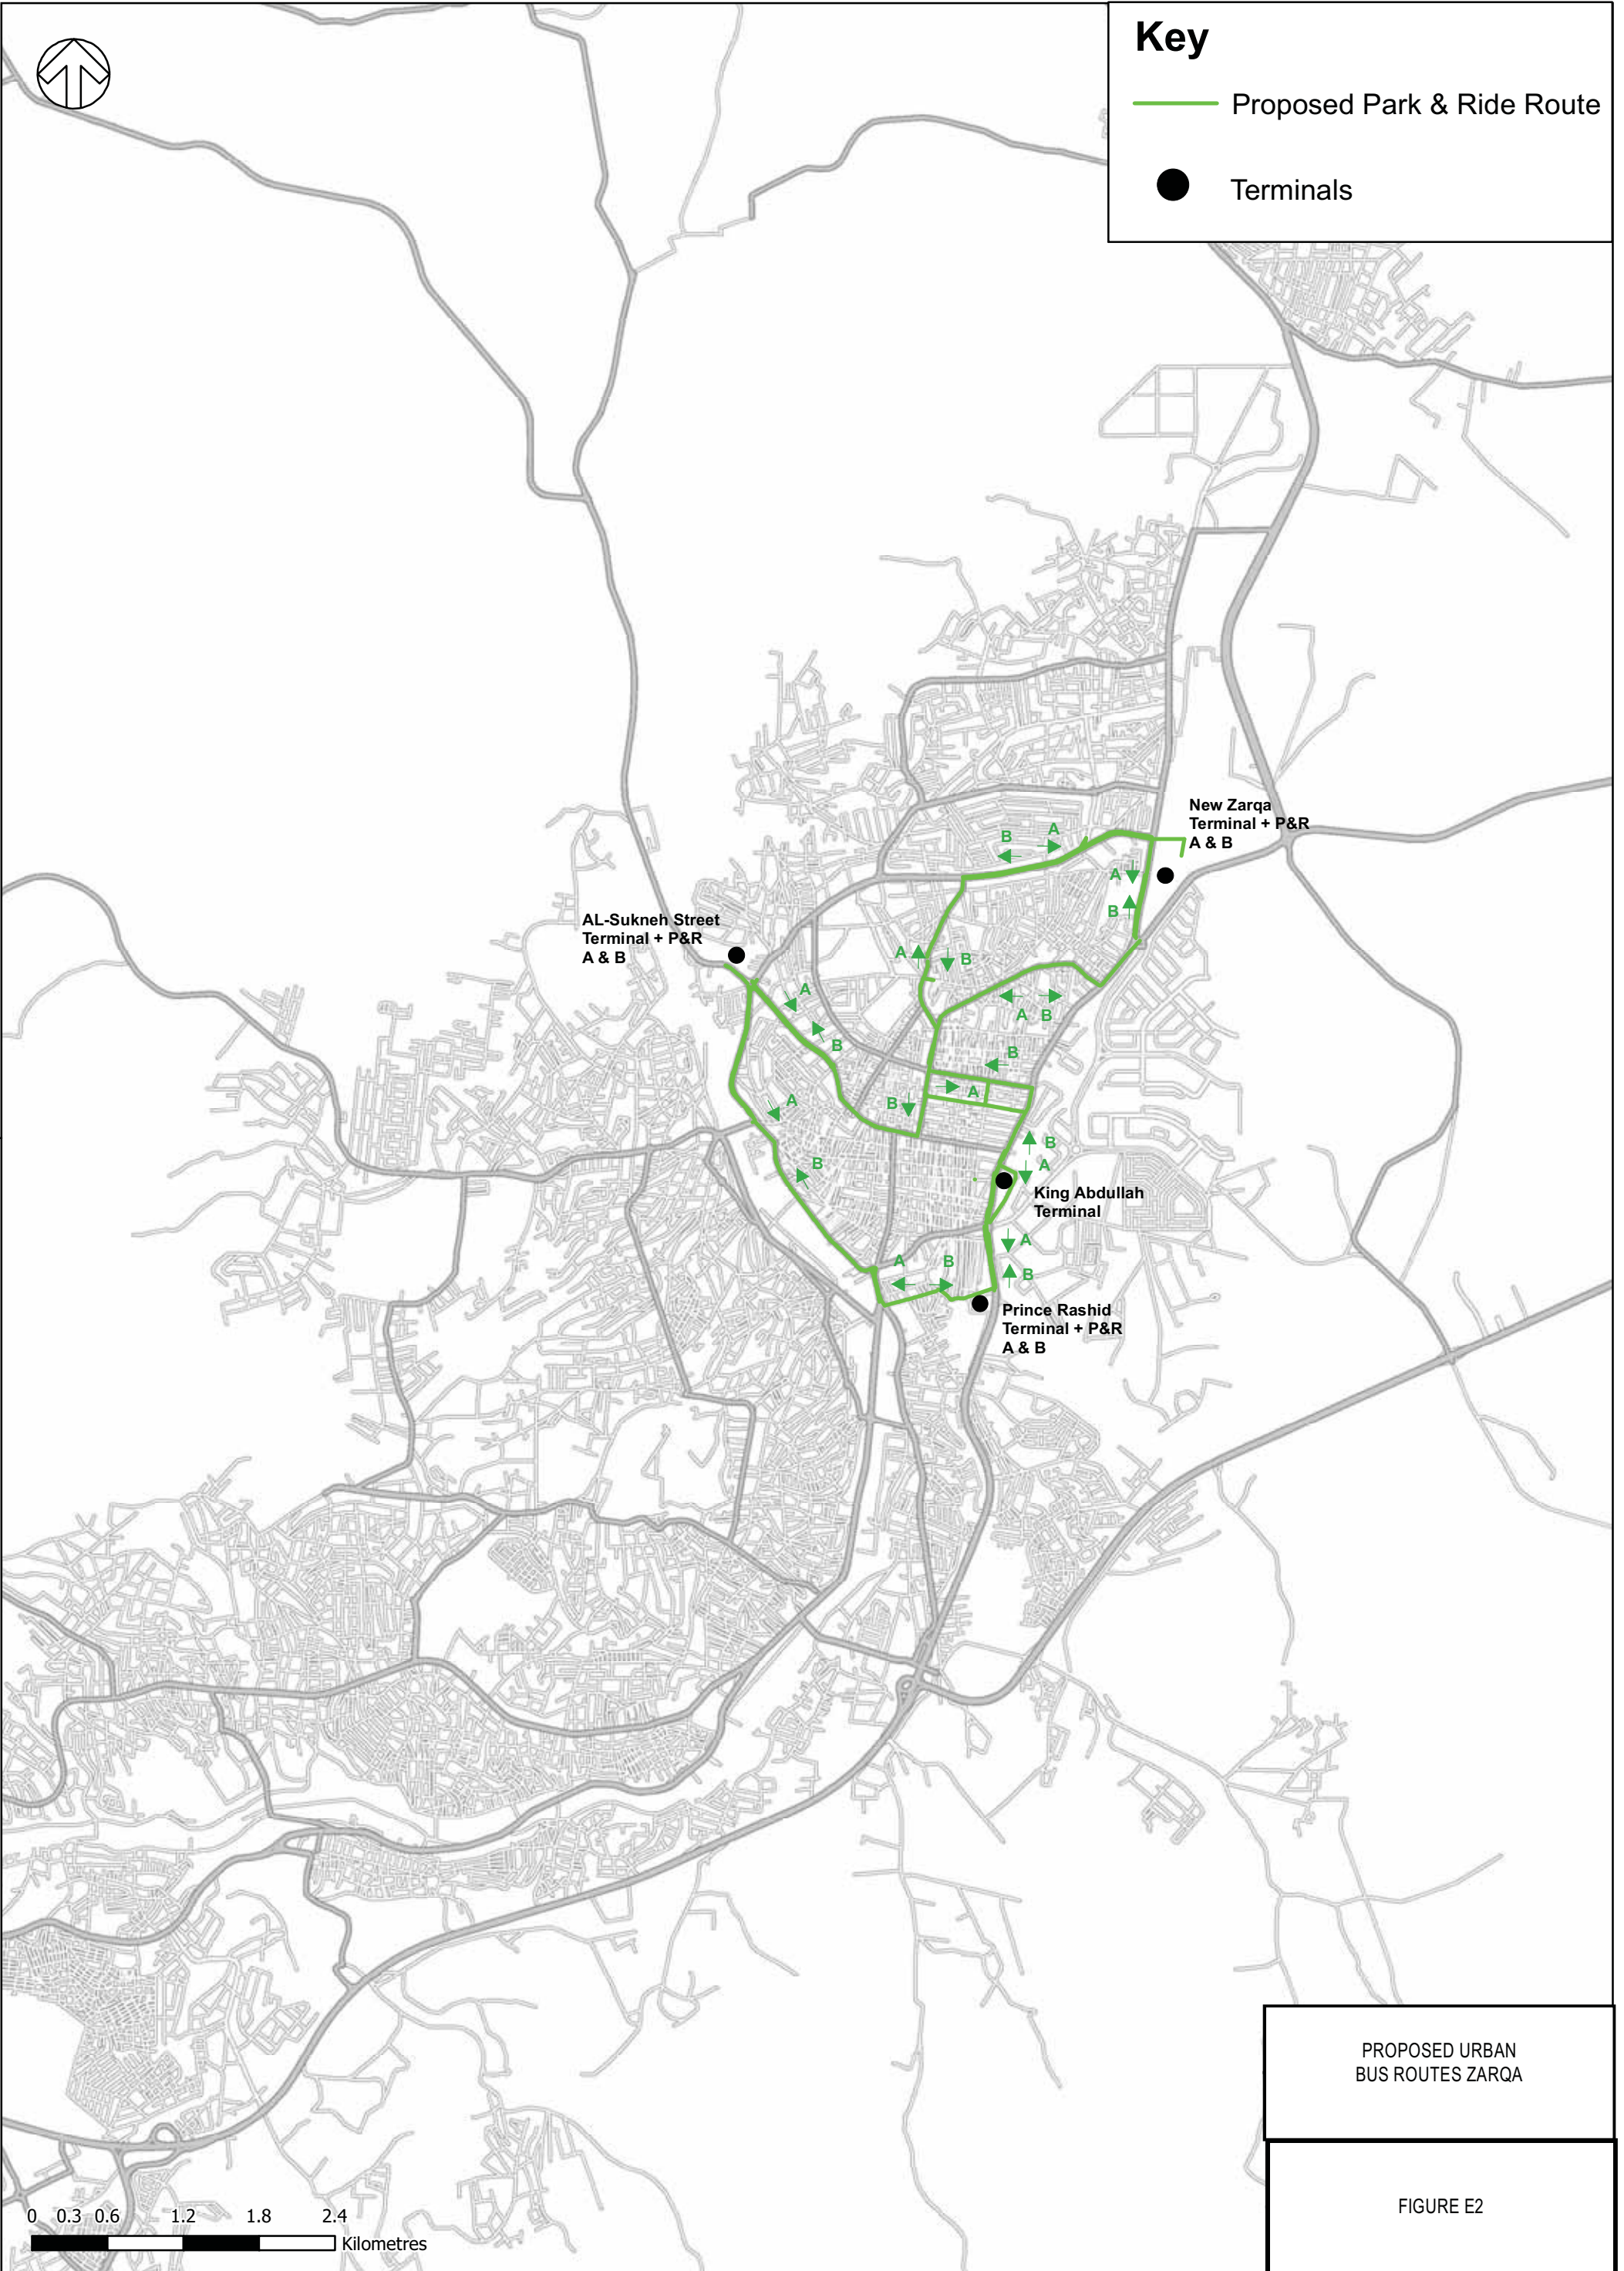 Key
Proposed Park & Ride Route
Terminals
New Zarqa
Terminal + P&R
A & B
B
A
A
B
AL-Sukneh Street
Terminal + P&R
A & B
A
B
A
B
A
B
B
A
B
A
B
B
A
B
A
King Abdullah
Terminal
A
B
A
B
Prince Rashid
Terminal + P&R
A & B
PROPOSED URBAN
BUS ROUTES ZARQA
FIGURE E2
0 0.3 0.6 1.2 1.8 2.4
Kilometres